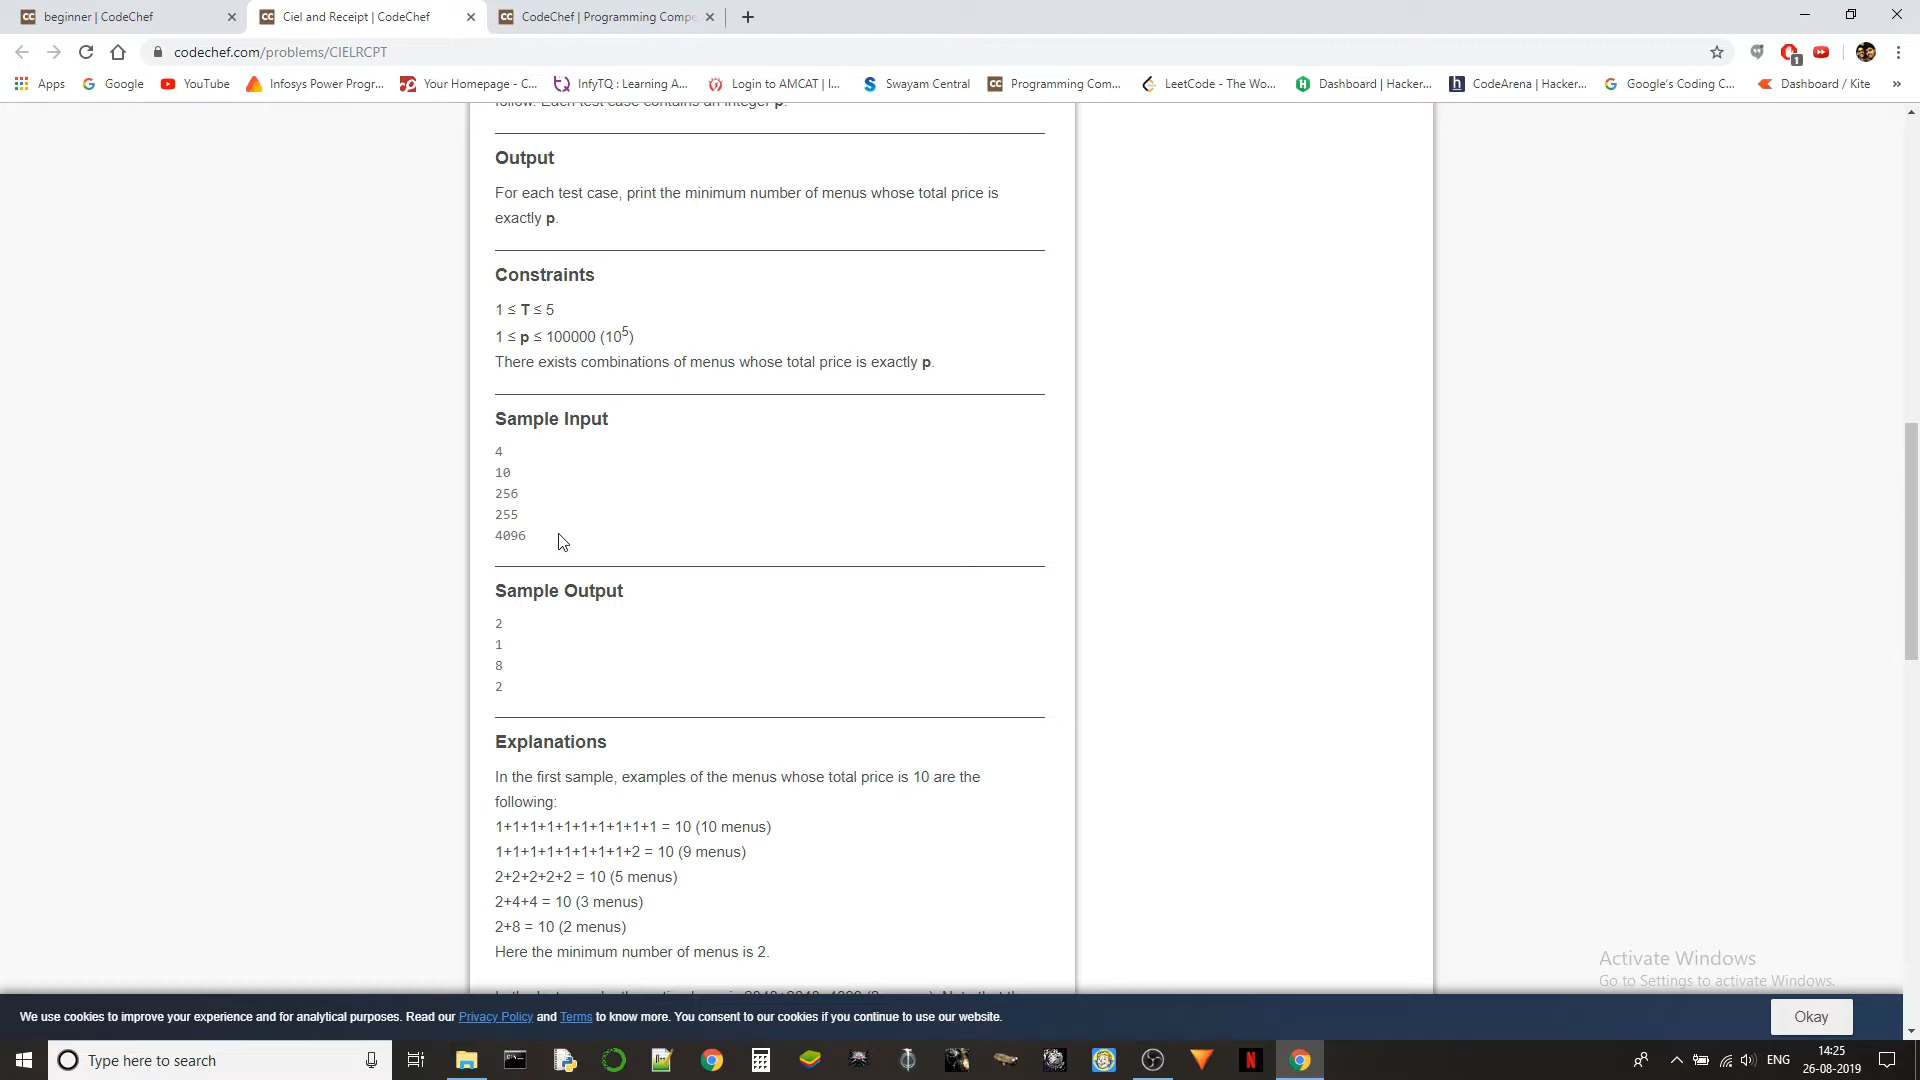 beginner | CodeChef
Ciel and Receipt | CodeChef
CodeChef | Programming Compe
codechef.com/problems/CIELRCPT
1
Apps
Google
YouTube
Infosys Power Progr...
Your Homepage - C...
InfyTQ : Learning A...
Login to AMCAT | I...
Swayam Central
Programming Com...
LeetCode - The Wo...
Dashboard | Hacker...
CodeArena | Hacker...
Google's Coding C...
Dashboard / Kite
»
follow. Each test case contains an integer p.
Output
For each test case, print the minimum number of menus whose total price is
exactly p.
Constraints
1 ≤ T ≤ 5
1 ≤ p ≤ 100000 (10^5)
There exists combinations of menus whose total price is exactly p.
Sample Input
4
10
256
255
4096
Sample Output
2
1
8
2
Explanations
In the first sample, examples of the menus whose total price is 10 are the
following:
1+1+1+1+1+1+1+1+1+1 = 10 (10 menus)
1+1+1+1+1+1+1+1+2 = 10 (9 menus)
2+2+2+2+2 = 10 (5 menus)
2+4+4 = 10 (3 menus)
2+8 = 10 (2 menus)
Here the minimum number of menus is 2.
Activate Windows
Go to Settings to activate Windows.
We use cookies to improve your experience and for analytical purposes. Read our Privacy Policy and Terms to know more. You consent to our cookies if you continue to use our website.
Okay
Type here to search
ENG
14:25
26-08-2019